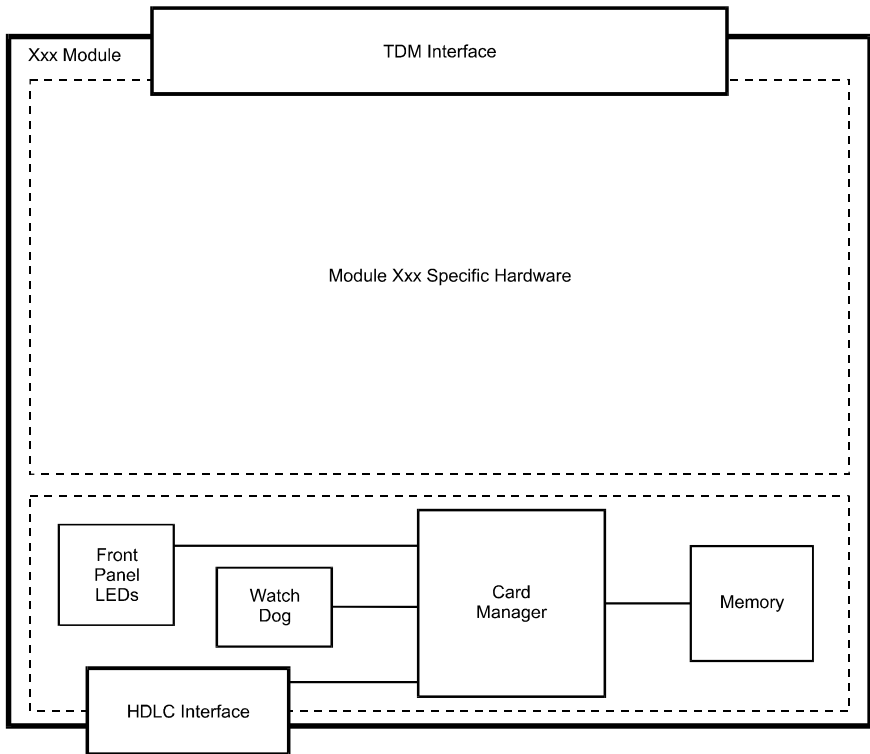 TDM Interface
Xxx Module
Module Xxx Specific Hardware
Front
Panel
LEDs
Watch
Dog
Card
Manager
Memory
HDLC Interface